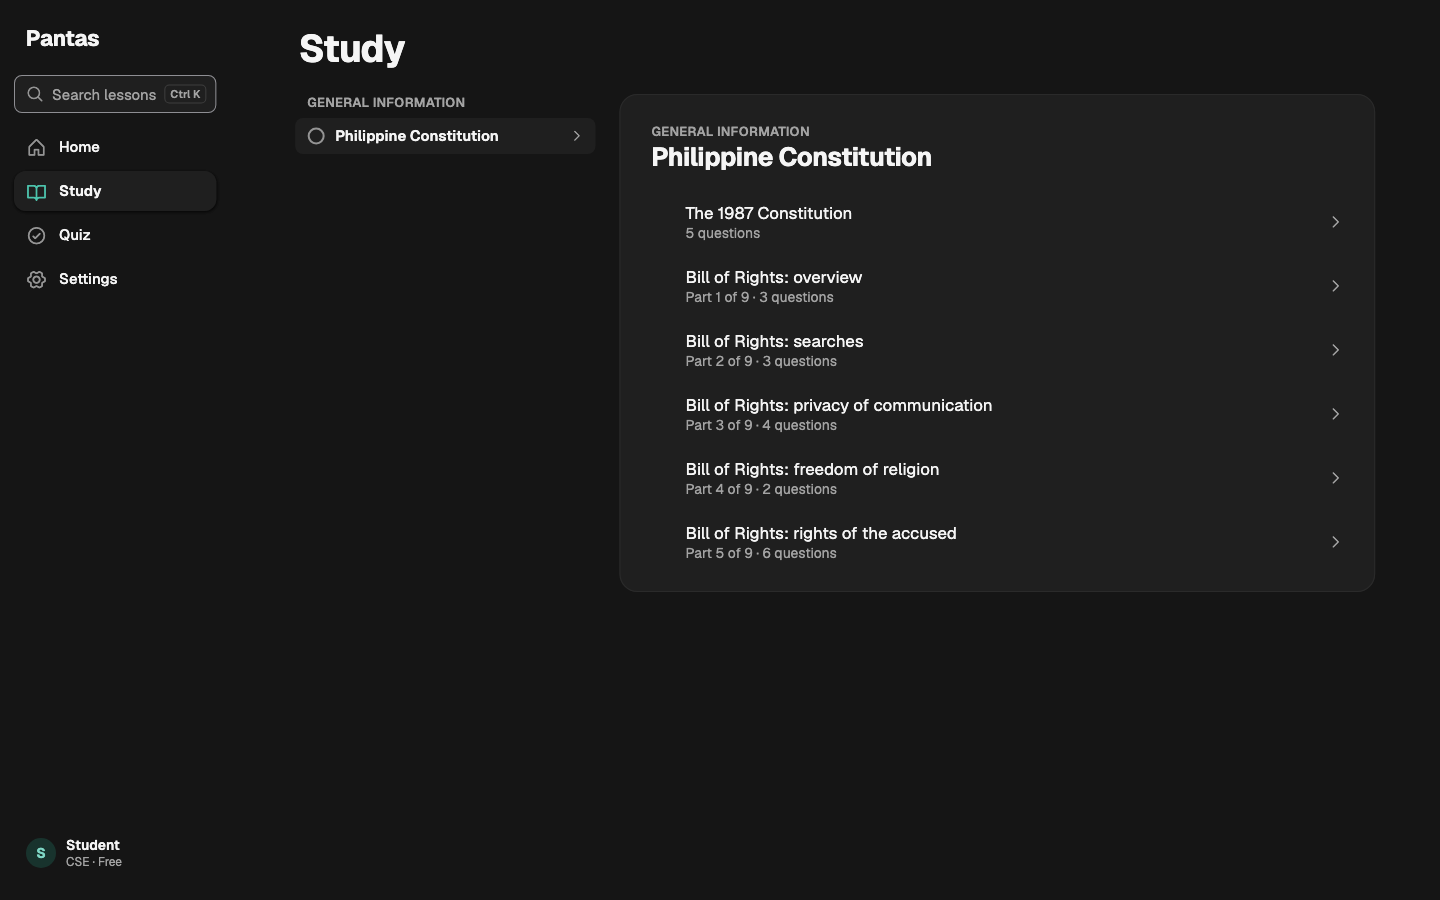 Pantas
Search lessons Ctrl K
Home
Study
Quiz
Settings
Student
S
CSE · Free
Study
GENERAL INFORMATION
Philippine Constitution
GENERAL INFORMATION
Philippine Constitution
The 1987 Constitution
5 questions
Bill of Rights: overview
Part 1 of 9 · 3 questions
Bill of Rights: searches
Part 2 of 9 · 3 questions
Bill of Rights: privacy of communication
Part 3 of 9 · 4 questions
Bill of Rights: freedom of religion
Part 4 of 9 · 2 questions
Bill of Rights: rights of the accused
Part 5 of 9 · 6 questions